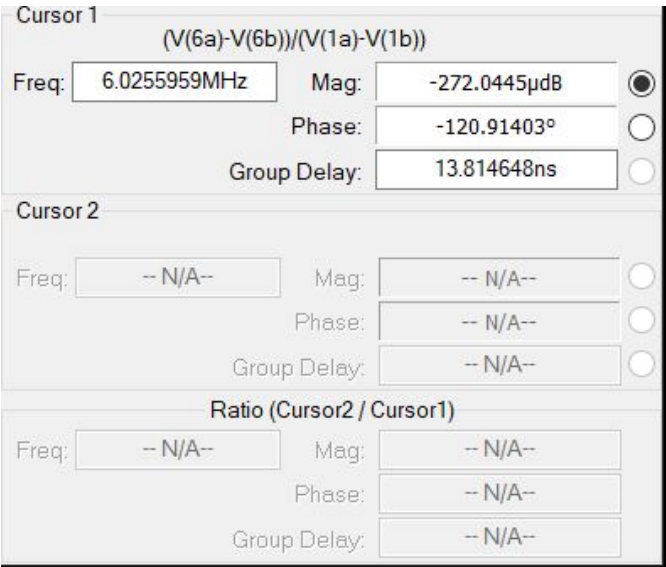 Cursor 1
(V(6a)-V(6b))/(V(1a)-V(1b))
Freq: 6.0255959MHz Mag: -272.0445µdB
Phase: -120.91403º
Group Delay: 13.814648ns
Cursor 2
Freq: -- N/A-- Mag: -- N/A--
Phase: -- N/A--
Group Delay: -- N/A--
Ratio (Cursor2 / Cursor1)
Freq: -- N/A-- Mag: -- N/A--
Phase: -- N/A--
Group Delay: -- N/A--